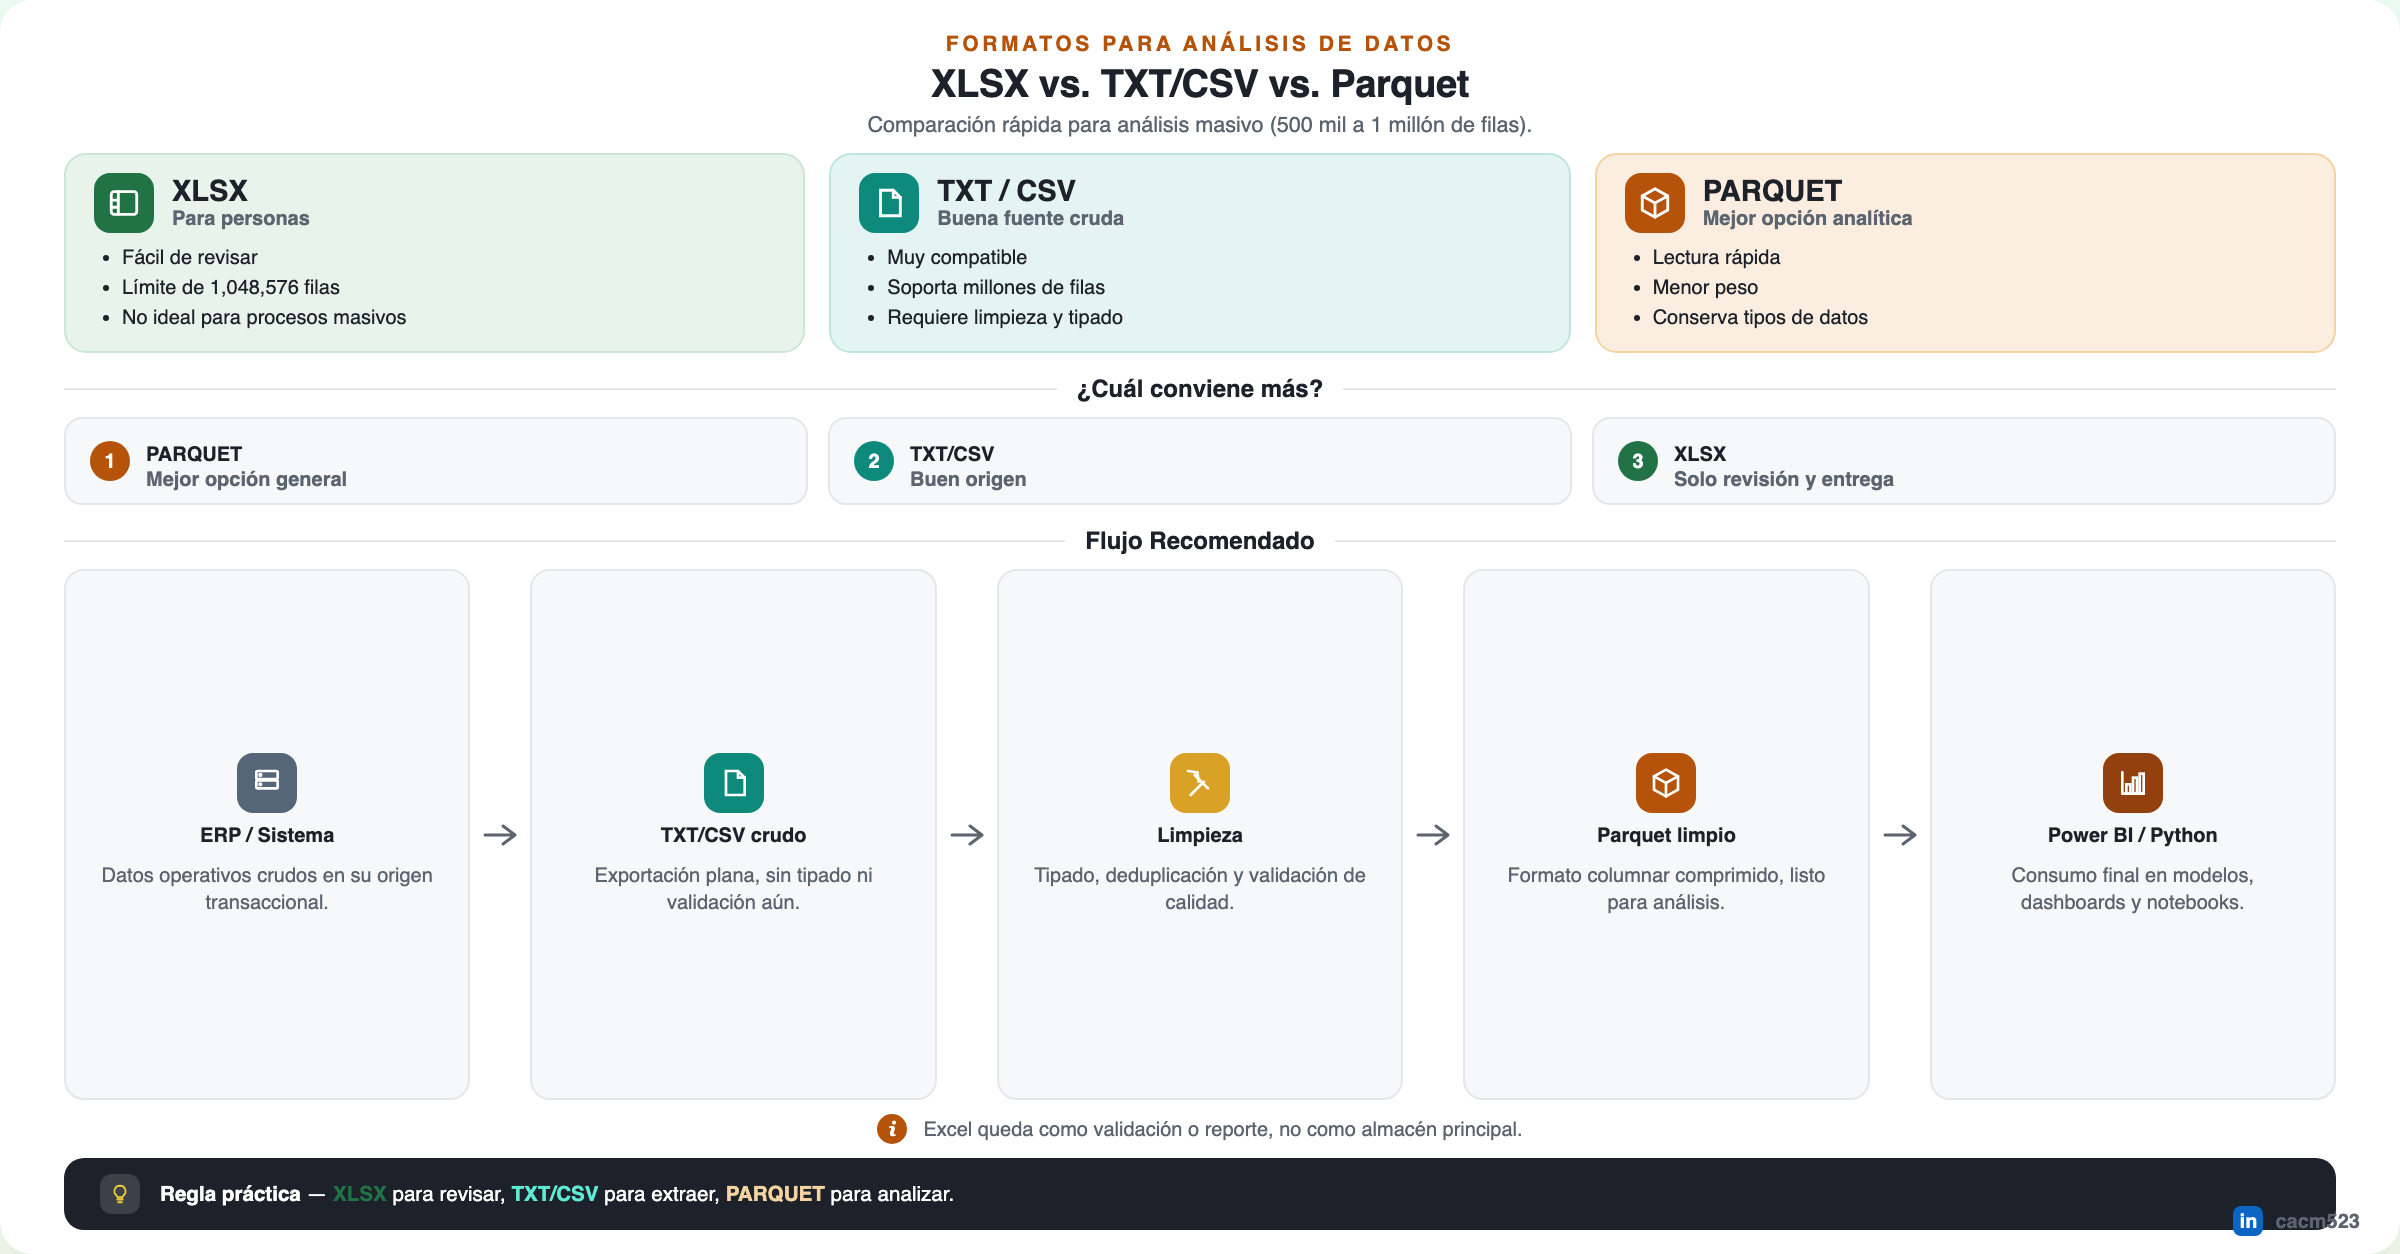 FORMATOS PARA ANÁLISIS DE DATOS
XLSX vs. TXT/CSV vs. Parquet
Comparación rápida para análisis masivo (500 mil a 1 millón de filas).
XLSX
Para personas
• Fácil de revisar
• Límite de 1,048,576 filas
• No ideal para procesos masivos
TXT / CSV
Buena fuente cruda
• Muy compatible
• Soporta millones de filas
• Requiere limpieza y tipado
PARQUET
Mejor opción analítica
• Lectura rápida
• Menor peso
• Conserva tipos de datos
¿Cuál conviene más?
1
PARQUET
Mejor opción general
2
TXT/CSV
Buen origen
3
XLSX
Solo revisión y entrega
Flujo Recomendado
ERP / Sistema
Datos operativos crudos en su origen
transaccional.
TXT/CSV crudo
Exportación plana, sin tipado ni
validación aún.
Limpieza
Tipado, deduplicación y validación de
calidad.
Parquet limpio
Formato columnar comprimido, listo
para análisis.
Power BI / Python
Consumo final en modelos,
dashboards y notebooks.
i Excel queda como validación o reporte, no como almacén principal.
Regla práctica — XLSX para revisar, TXT/CSV para extraer, PARQUET para analizar.
in cacm523